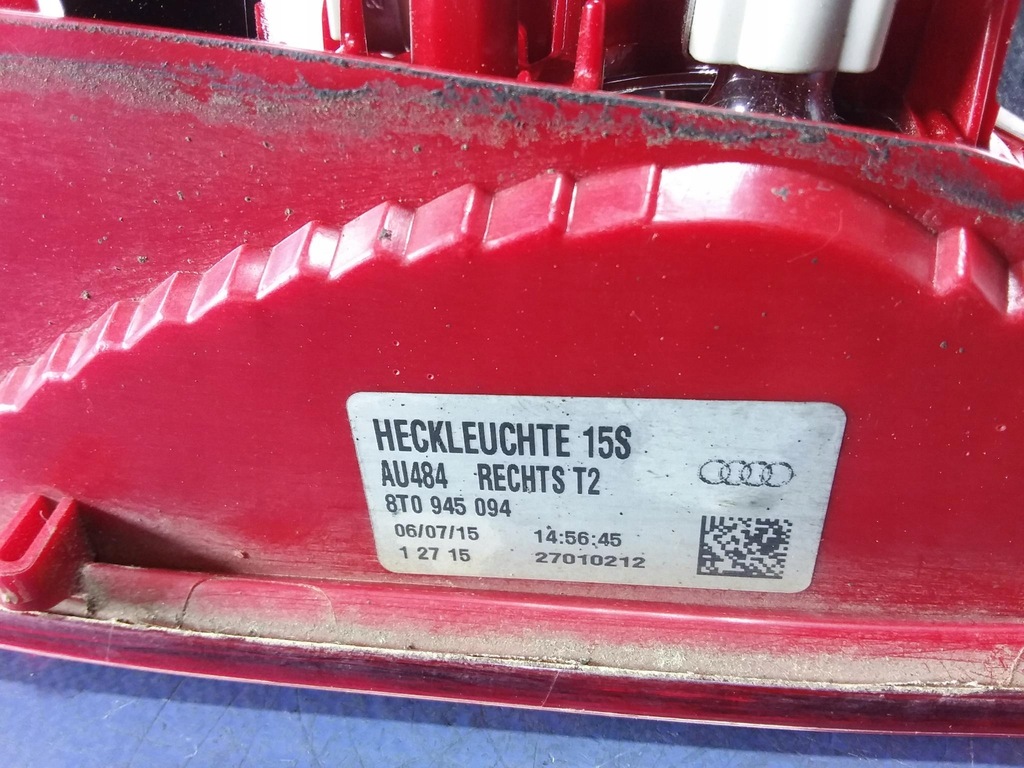 HECKLEUCHTE 15S
AU484 RECHTS T2
8T0 945 094
06/07/15 14:56:45
1 27 15 27010212